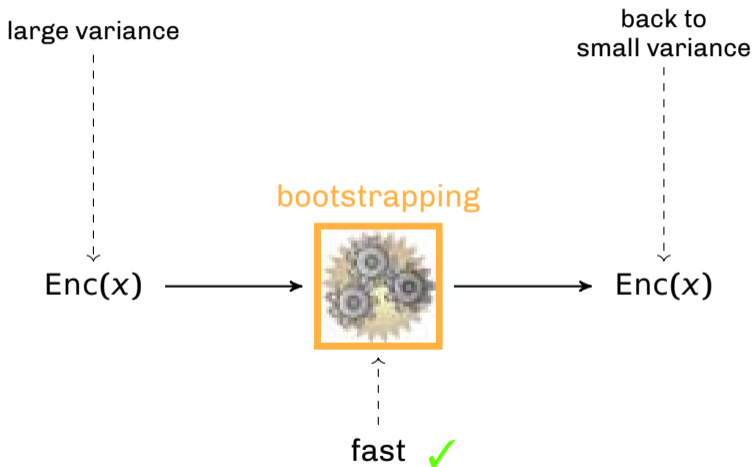 large variance
back to
small variance
bootstrapping
Enc(x)
Enc(x)
fast ✓